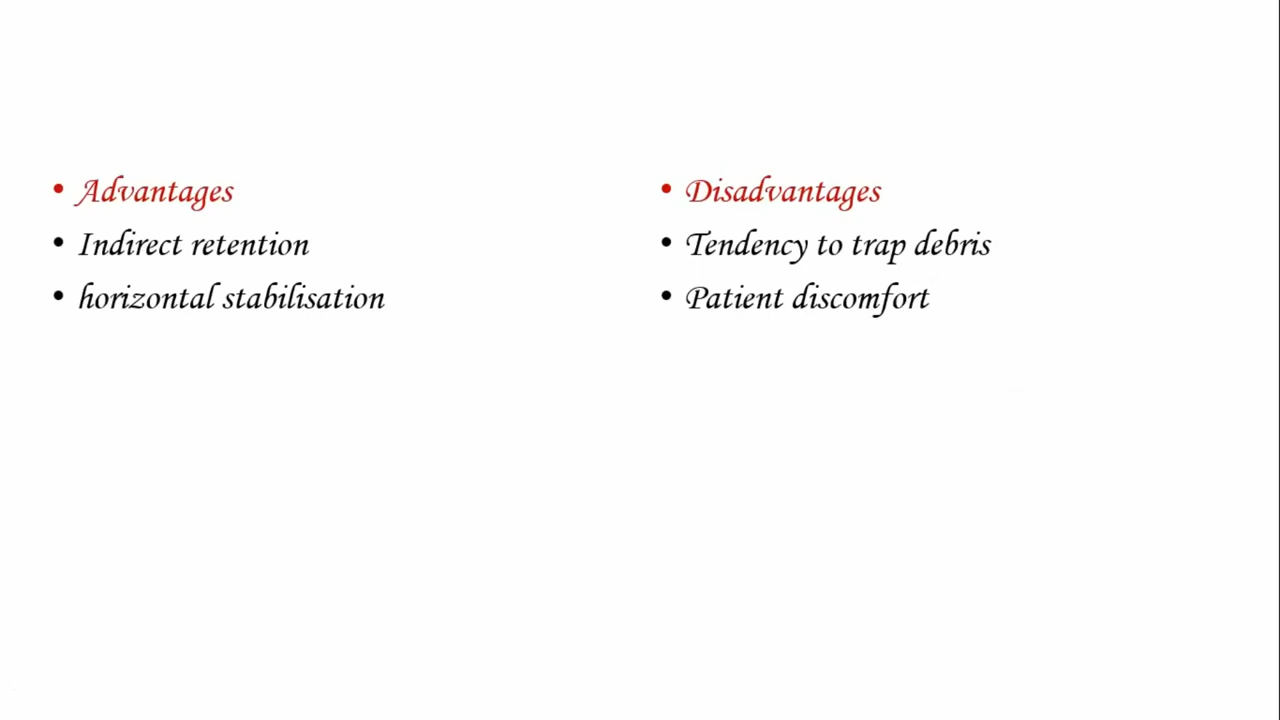 • Advantages
• Indirect retention
• horizontal stabilisation
• Disadvantages
• Tendency to trap debris
• Patient discomfort